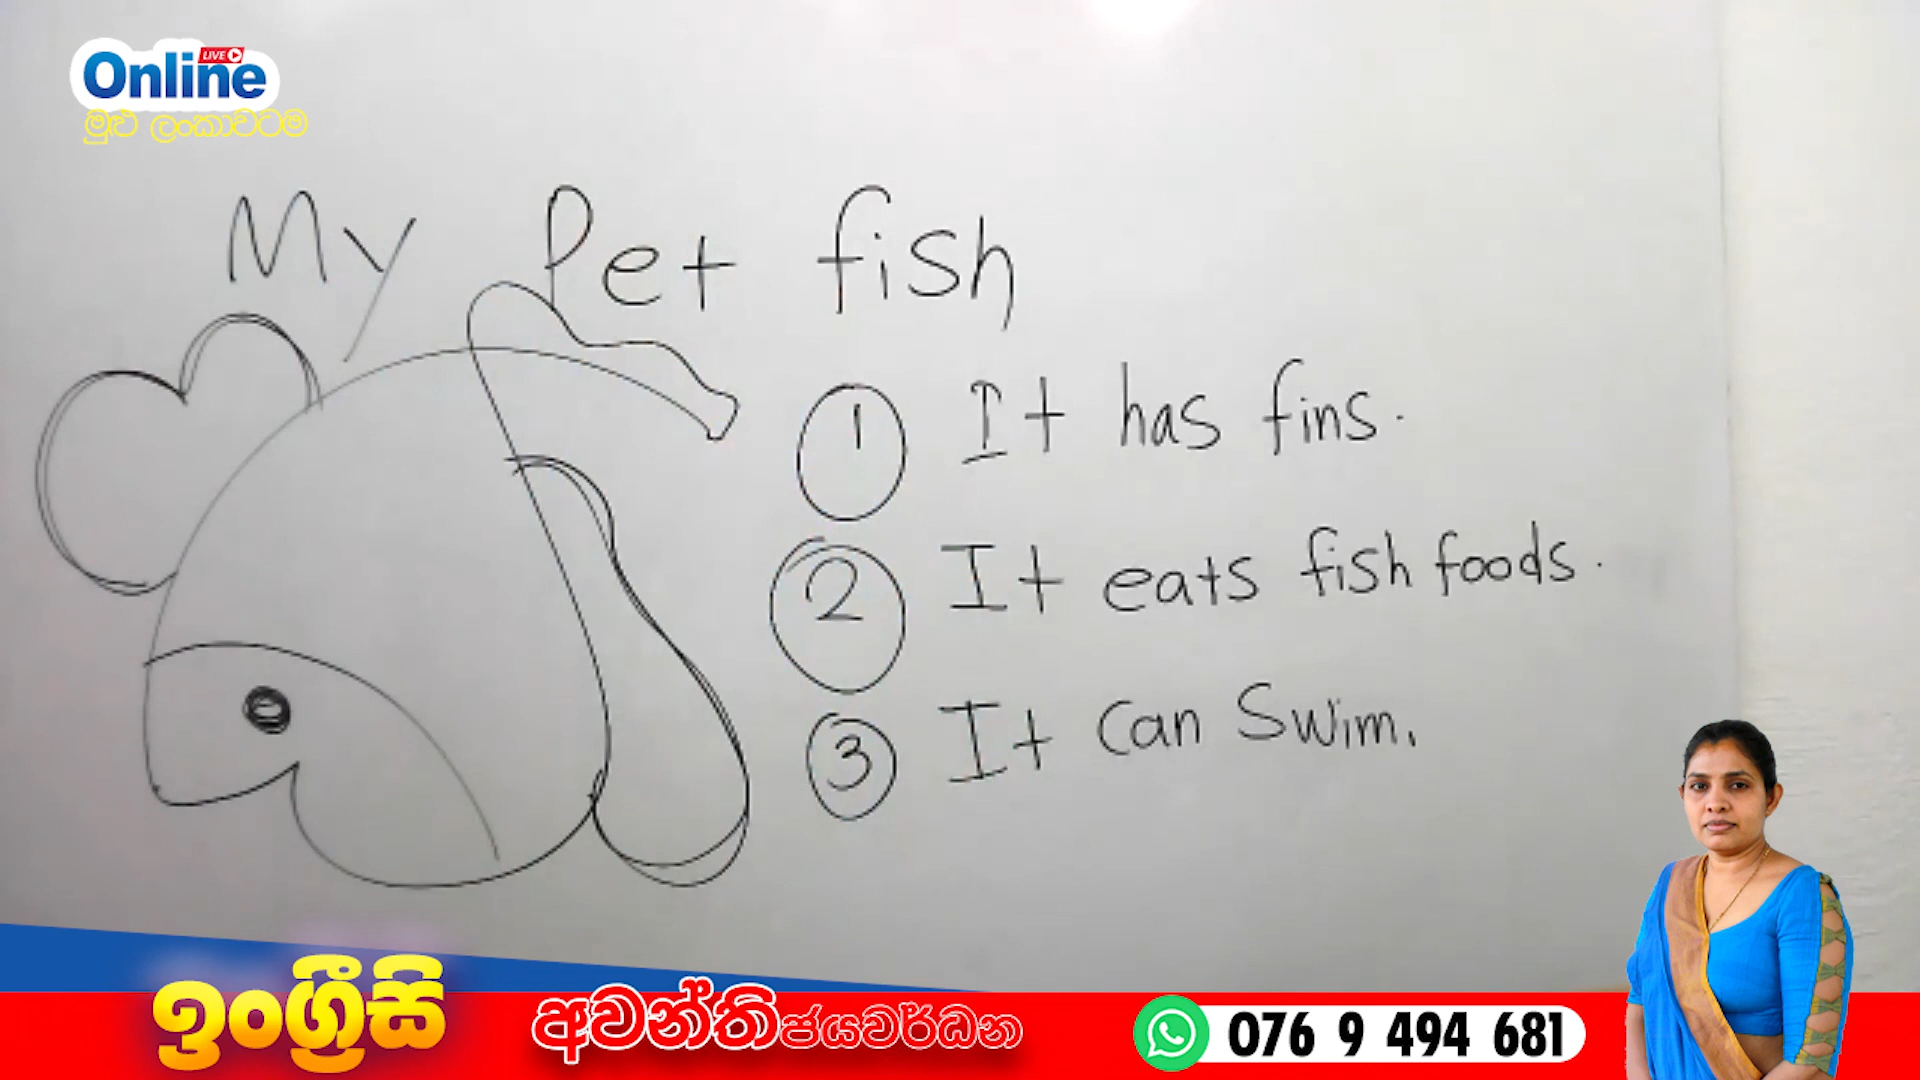 Online LIVE
මුළු ලංකාවටම
My Pet fish
1 It has fins.
2 It eats fish foods.
3 It can Swim.
ඉංග්‍රීසි
අවන්ති ජයවර්ධන
076 9 494 681